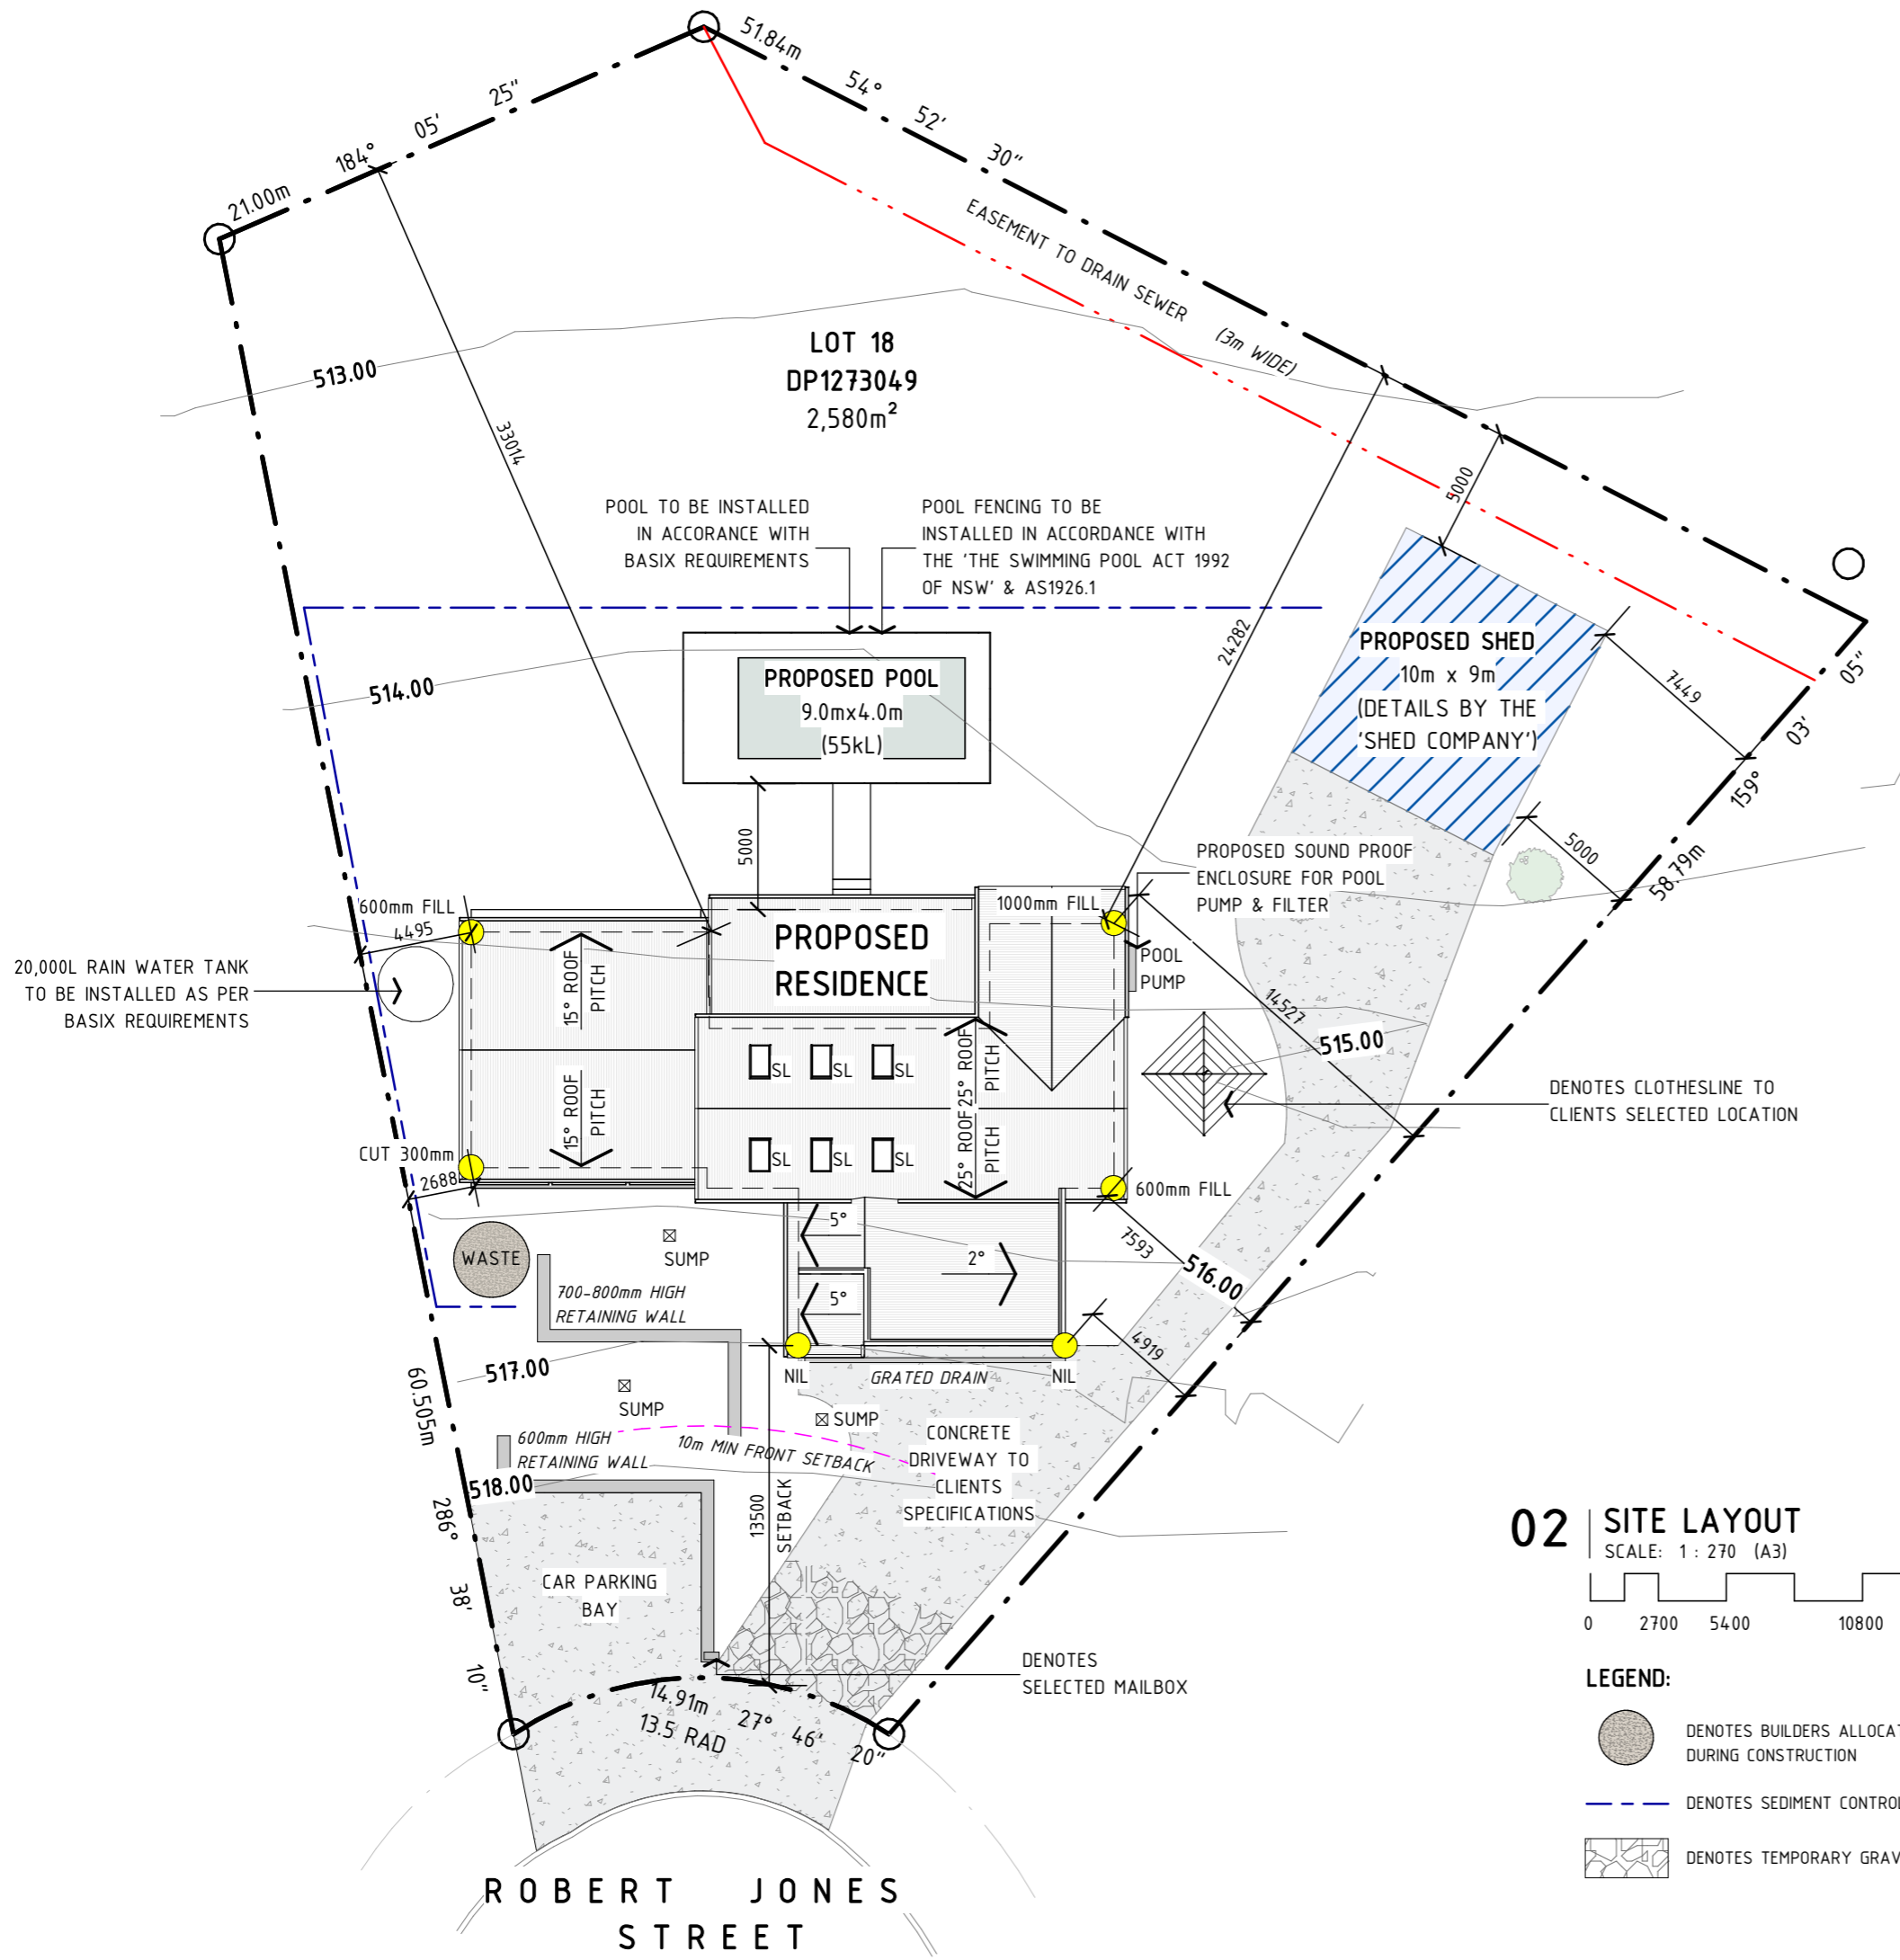 51.84m
54°
52'
30"
25"
05'
184°
21.00m
EASEMENT TO DRAIN SEWER (3m WIDE)
LOT 18
DP1273049
2,580m²
513.00
33014
5000
POOL TO BE INSTALLED
IN ACCORANCE WITH
BASIX REQUIREMENTS
POOL FENCING TO BE
INSTALLED IN ACCORDANCE WITH
THE 'THE SWIMMING POOL ACT 1992
OF NSW' & AS1926.1
24282
PROPOSED SHED
10m x 9m
(DETAILS BY THE
'SHED COMPANY')
7449
05"
03'
159°
58.79m
514.00
PROPOSED POOL
9.0mx4.0m
(55kL)
5000
5000
PROPOSED SOUND PROOF
ENCLOSURE FOR POOL
PUMP & FILTER
600mm FILL
4495
1000mm FILL
PROPOSED
RESIDENCE
POOL
PUMP
20,000L RAIN WATER TANK
TO BE INSTALLED AS PER
BASIX REQUIREMENTS
15° ROOF
PITCH
15° ROOF
PITCH
14527
515.00
SL
SL
SL
25° ROOF
PITCH
25° ROOF
PITCH
DENOTES CLOTHESLINE TO
CLIENTS SELECTED LOCATION
CUT 300mm
2688
SL
SL
SL
600mm FILL
5°
2°
5°
7593
516.00
WASTE
SUMP
700-800mm HIGH
RETAINING WALL
4919
517.00
NIL
GRATED DRAIN
NIL
60.505m
SUMP
SUMP
600mm HIGH
RETAINING WALL
10m MIN FRONT SETBACK
CONCRETE
DRIVEWAY TO
CLIENTS
SPECIFICATIONS
518.00
286°
13500
SETBACK
CAR PARKING
BAY
38'
10"
DENOTES
SELECTED MAILBOX
14.91m
27°
46'
20"
13.5 RAD
ROBERT JONES
STREET
02
SITE LAYOUT
SCALE: 1 : 270 (A3)
0 2700 5400 10800
LEGEND:
DENOTES BUILDERS
DURING CONSTRUCTION
DENOTES SEDIMENT
DENOTES TEMPORARY